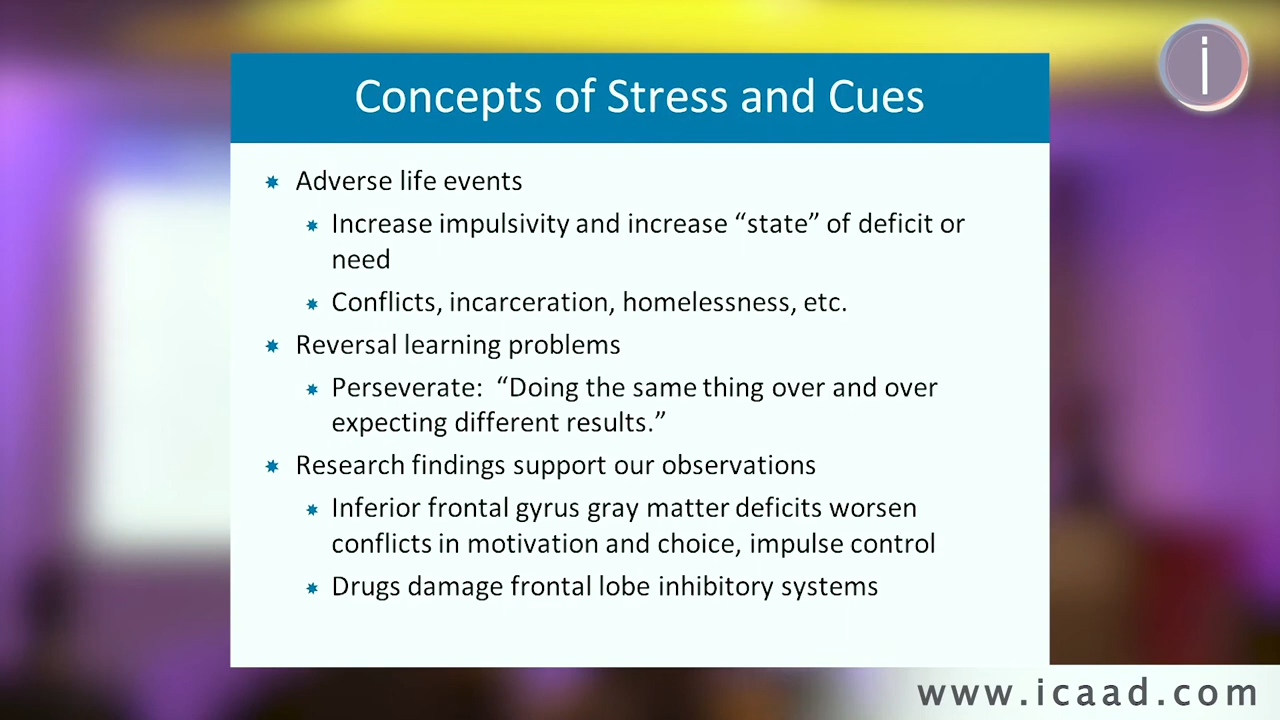 i
Concepts of Stress and Cues
Adverse life events
Increase impulsivity and increase “state” of deficit or
need
Conflicts, incarceration, homelessness, etc.
Reversal learning problems
Perseverate:  “Doing the same thing over and over
expecting different results.”
Research findings support our observations
Inferior frontal gyrus gray matter deficits worsen
conflicts in motivation and choice, impulse control
Drugs damage frontal lobe inhibitory systems
www.icaad.com